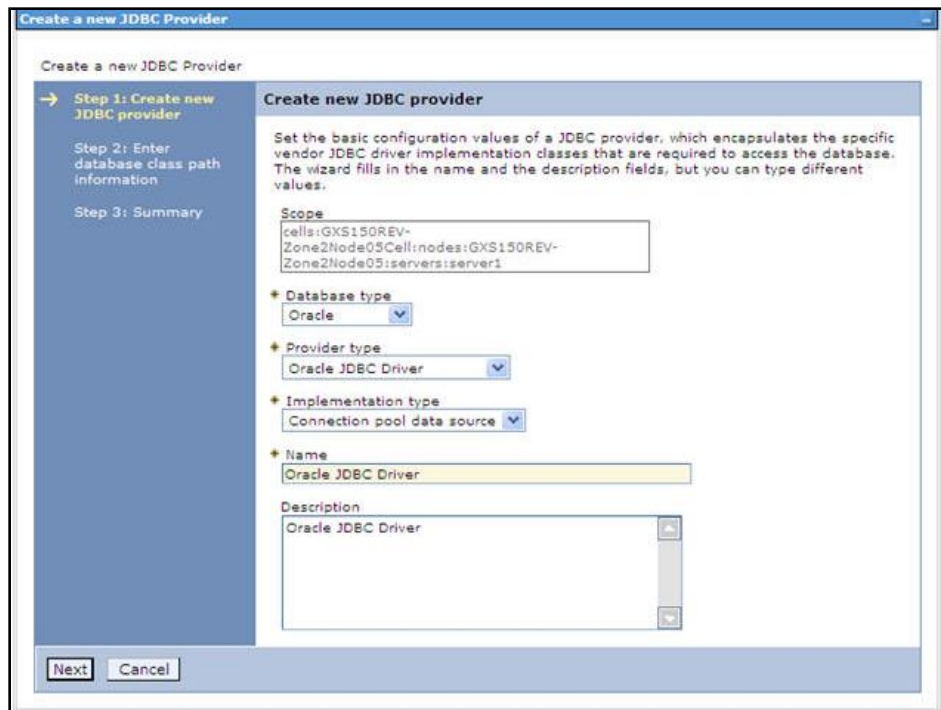 Create a new JDBC Provider
Create a new JDBC Provider
Step 1: Create new
JDBC provider
Step 2: Enter
database class path
information
Step 3: Summary
Create new JDBC provider
Set the basic configuration values of a JDBC provider, which encapsulates the specific
vendor JDBC driver implementation classes that are required to access the database.
The wizard fills in the name and the description fields, but you can type different
values.
Scope
cells:GXS150REV-
Zone2Node05Cell:nodes:GXS150REV-
Zone2Node05:servers:server1
Database type
Oracle
Provider type
Oracle JDBC Driver
Implementation type
Connection pool data source
Name
Oracle JDBC Driver
Description
Oracle JDBC Driver
Next Cancel